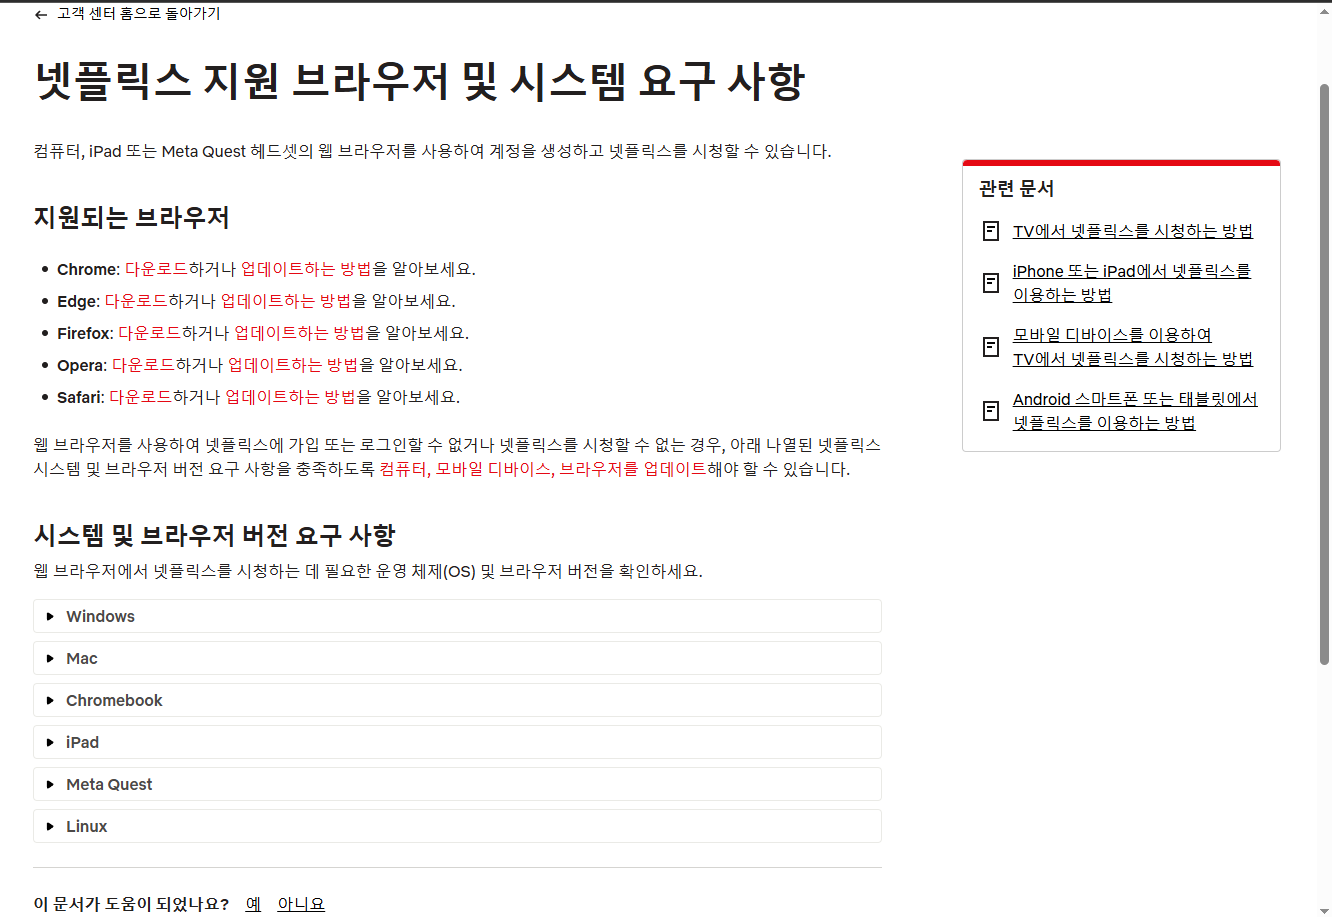 고객 센터 홈으로 돌아가기
넷플릭스 지원 브라우저 및 시스템 요구 사항
컴퓨터, iPad 또는 Meta Quest 헤드셋의 웹 브라우저를 사용하여 계정을 생성하고 넷플릭스를 시청할 수 있습니다.
지원되는 브라우저
Chrome: 다운로드하거나 업데이트하는 방법을 알아보세요.
Edge: 다운로드하거나 업데이트하는 방법을 알아보세요.
Firefox: 다운로드하거나 업데이트하는 방법을 알아보세요.
Opera: 다운로드하거나 업데이트하는 방법을 알아보세요.
Safari: 다운로드하거나 업데이트하는 방법을 알아보세요.
웹 브라우저를 사용하여 넷플릭스에 가입 또는 로그인할 수 없거나 넷플릭스를 시청할 수 없는 경우, 아래 나열된 넷플릭스
시스템 및 브라우저 버전 요구 사항을 충족하도록 컴퓨터, 모바일 디바이스, 브라우저를 업데이트해야 할 수 있습니다.
시스템 및 브라우저 버전 요구 사항
웹 브라우저에서 넷플릭스를 시청하는 데 필요한 운영 체제(OS) 및 브라우저 버전을 확인하세요.
Windows
Mac
Chromebook
iPad
Meta Quest
Linux
이 문서가 도움이 되었나요? 예 아니요
관련 문서
TV에서 넷플릭스를 시청하는 방법
iPhone 또는 iPad에서 넷플릭스를
이용하는 방법
모바일 디바이스를 이용하여
TV에서 넷플릭스를 시청하는 방법
Android 스마트폰 또는 태블릿에서
넷플릭스를 이용하는 방법